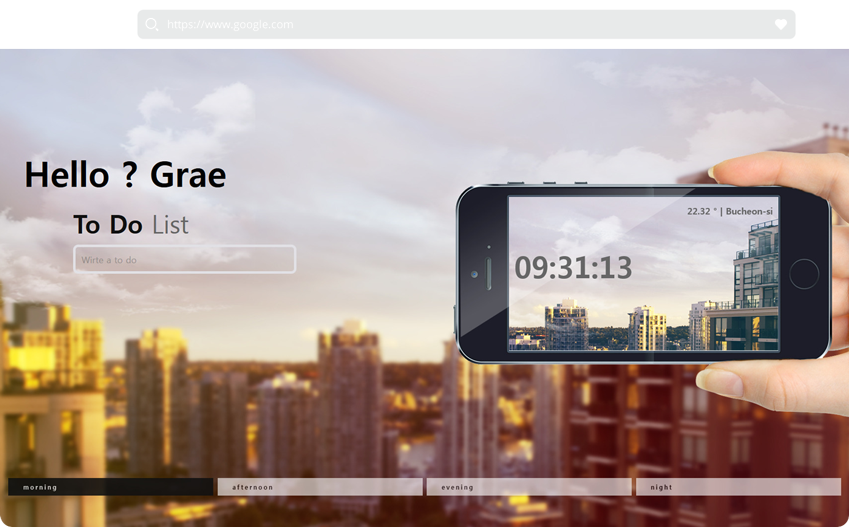 https://www.google.com
Hello ? Grae
To Do List
Wirte a to do
22.32 ° | Bucheon-si
09:31:13
morning
afternoon
evening
night